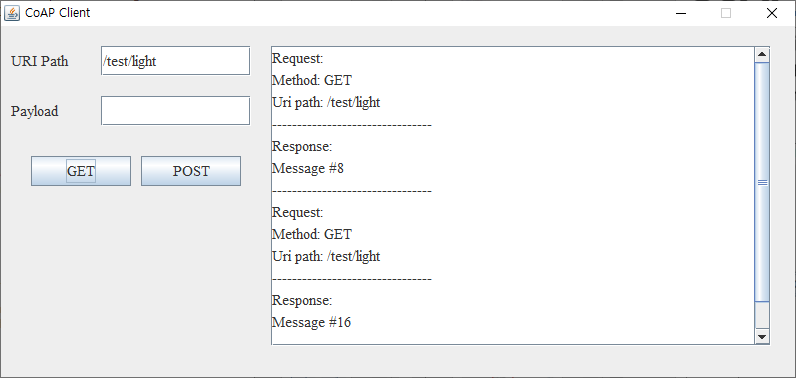 CoAP Client
URI Path
/test/light
Payload
GET
POST
Request:
Method: GET
Uri path: /test/light
--------------------------------
Response:
Message #8
--------------------------------
Request:
Method: GET
Uri path: /test/light
--------------------------------
Response:
Message #16